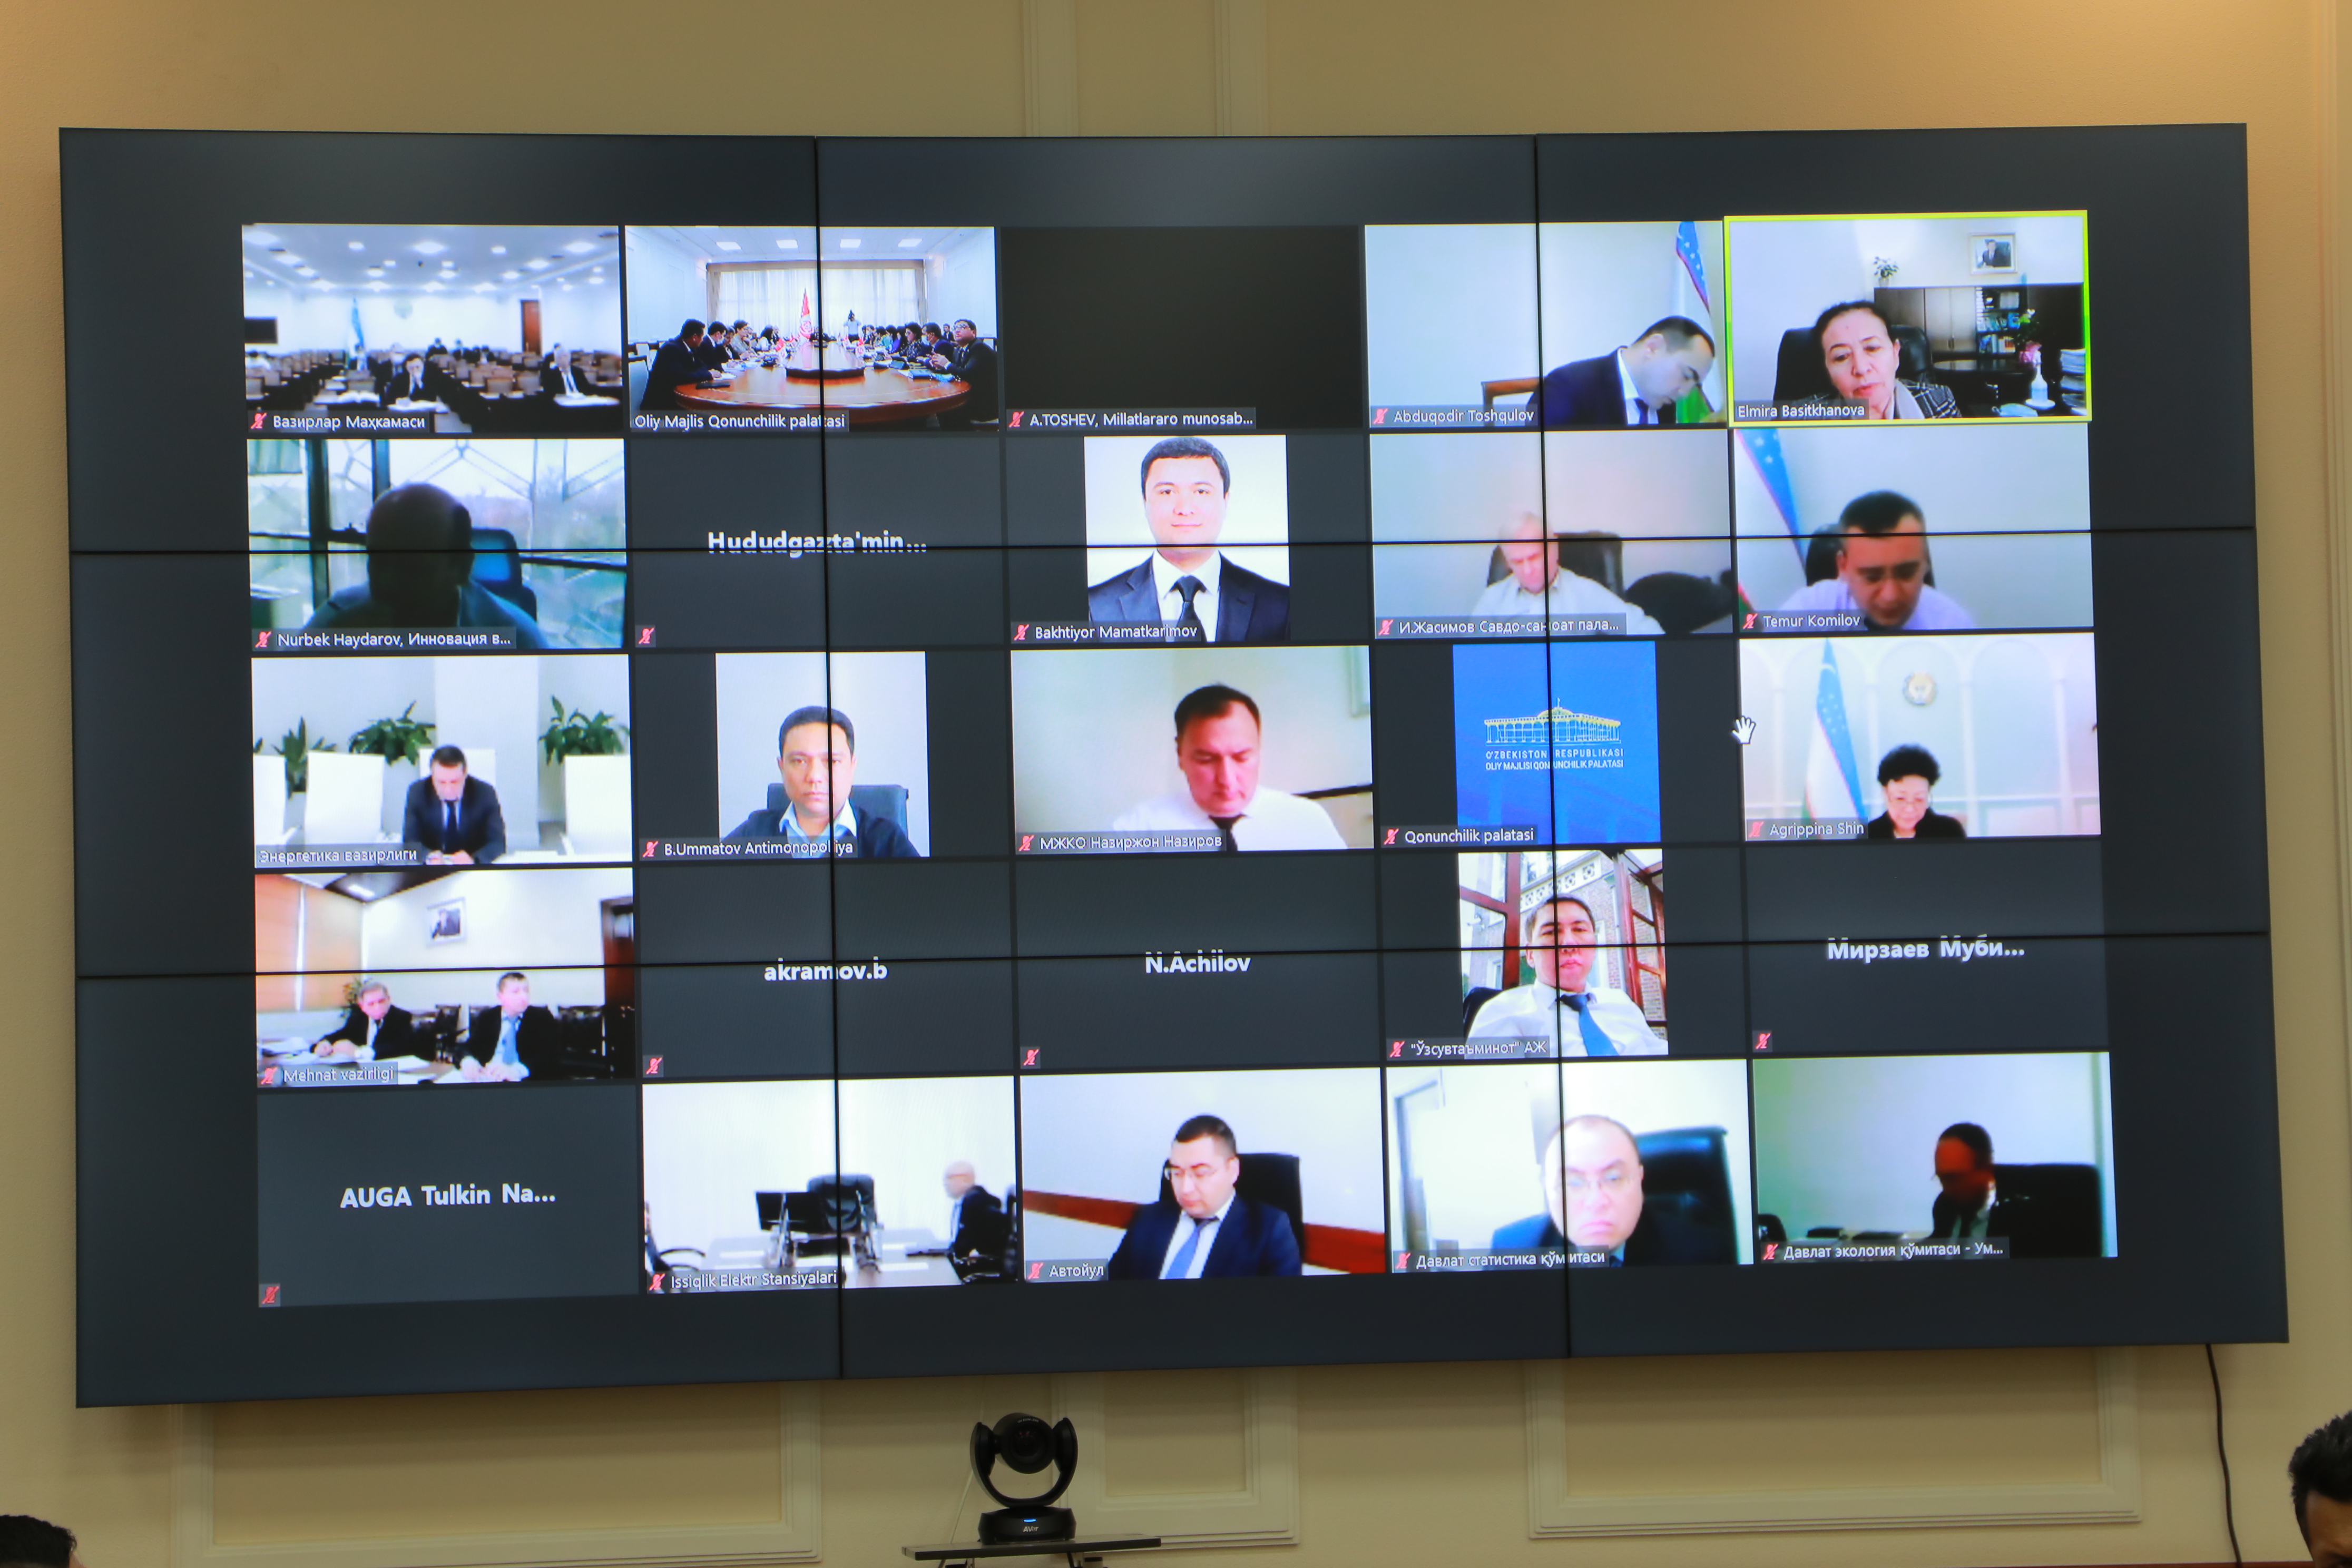 Вазирлар Маҳкамаси
Oliy Majlis Qonunchilik palatasi
A.TOSHEV, Millatlararo munosab...
Abduqodir Toshqulov
Elmira Basitkhanova
Nurbek Haydarov, Инновация в...
Hududgazta'min...
Bakhtiyor Mamatkarimov
И.Жасимов Савдо-саноат пала...
Temur Komilov
Энергетика вазирлиги
B.Ummatov Antimonopoliya
МЖКО Назиржон Назиров
O'ZBEKISTON RESPUBLIKASI
OLIY MAJLISI QONUNCHILIK PALATASI
Qonunchilik palatasi
Agrippina Shin
Mehnat vazirligi
akramov.b
N.Achilov
"Ўзсувтаъминот" АЖ
Мирзаев Муби...
AUGA Tulkin Na...
Issiqlik Elektr Stansiyalari
Автойул
Давлат статистика қўмитаси
Давлат экология қўмитаси - Ум...
AVer